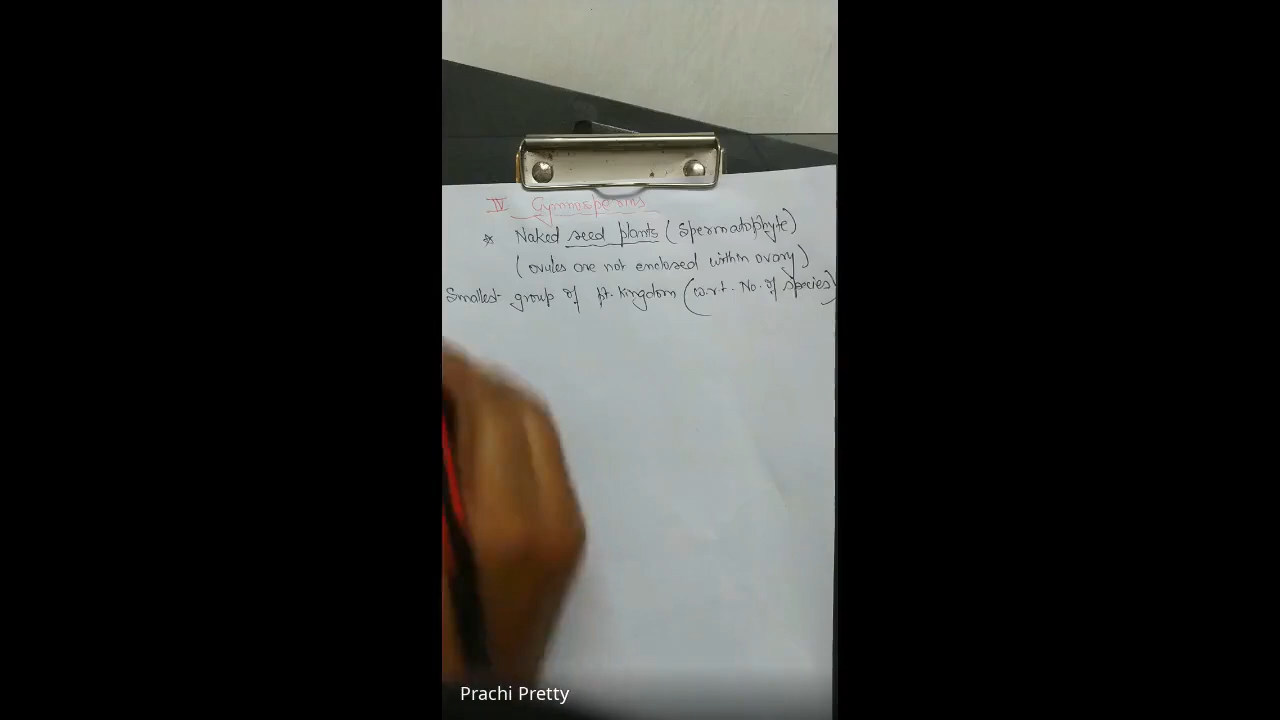 IV Gymnosperms
* Naked seed plants (Spermatophyte)
(ovules are not enclosed within ovary)
Smallest group of pt. kingdom (w.r.t. No. of species)
Prachi Pretty